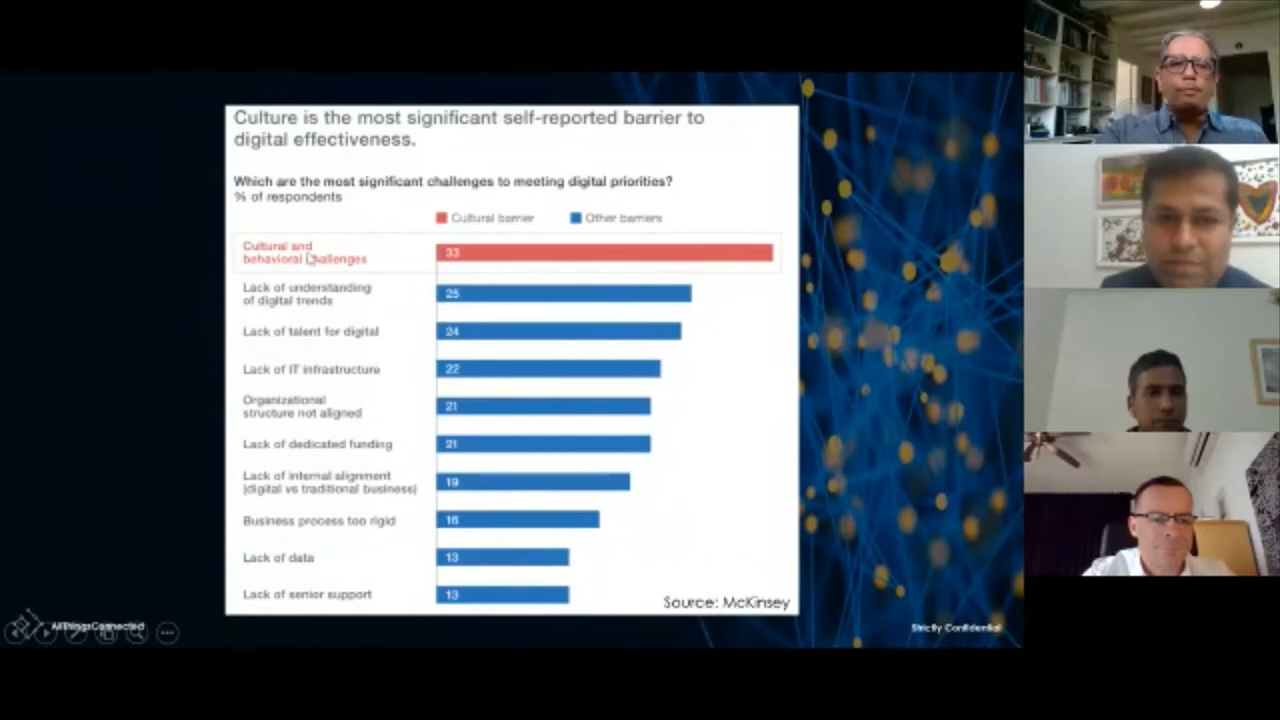 Culture is the most significant self-reported barrier to
digital effectiveness.
Which are the most significant challenges to meeting digital priorities?
% of respondents
Cultural barrier
Other barriers
Cultural and
behavioral challenges
33
Lack of understanding
of digital trends
25
Lack of talent for digital
24
Lack of IT infrastructure
22
Organizational
structure not aligned
21
Lack of dedicated funding
21
Lack of internal alignment
(digital vs traditional business)
19
Business process too rigid
16
Lack of data
13
Lack of senior support
13
Source: McKinsey
AllThingsConnected
Strictly Confidential